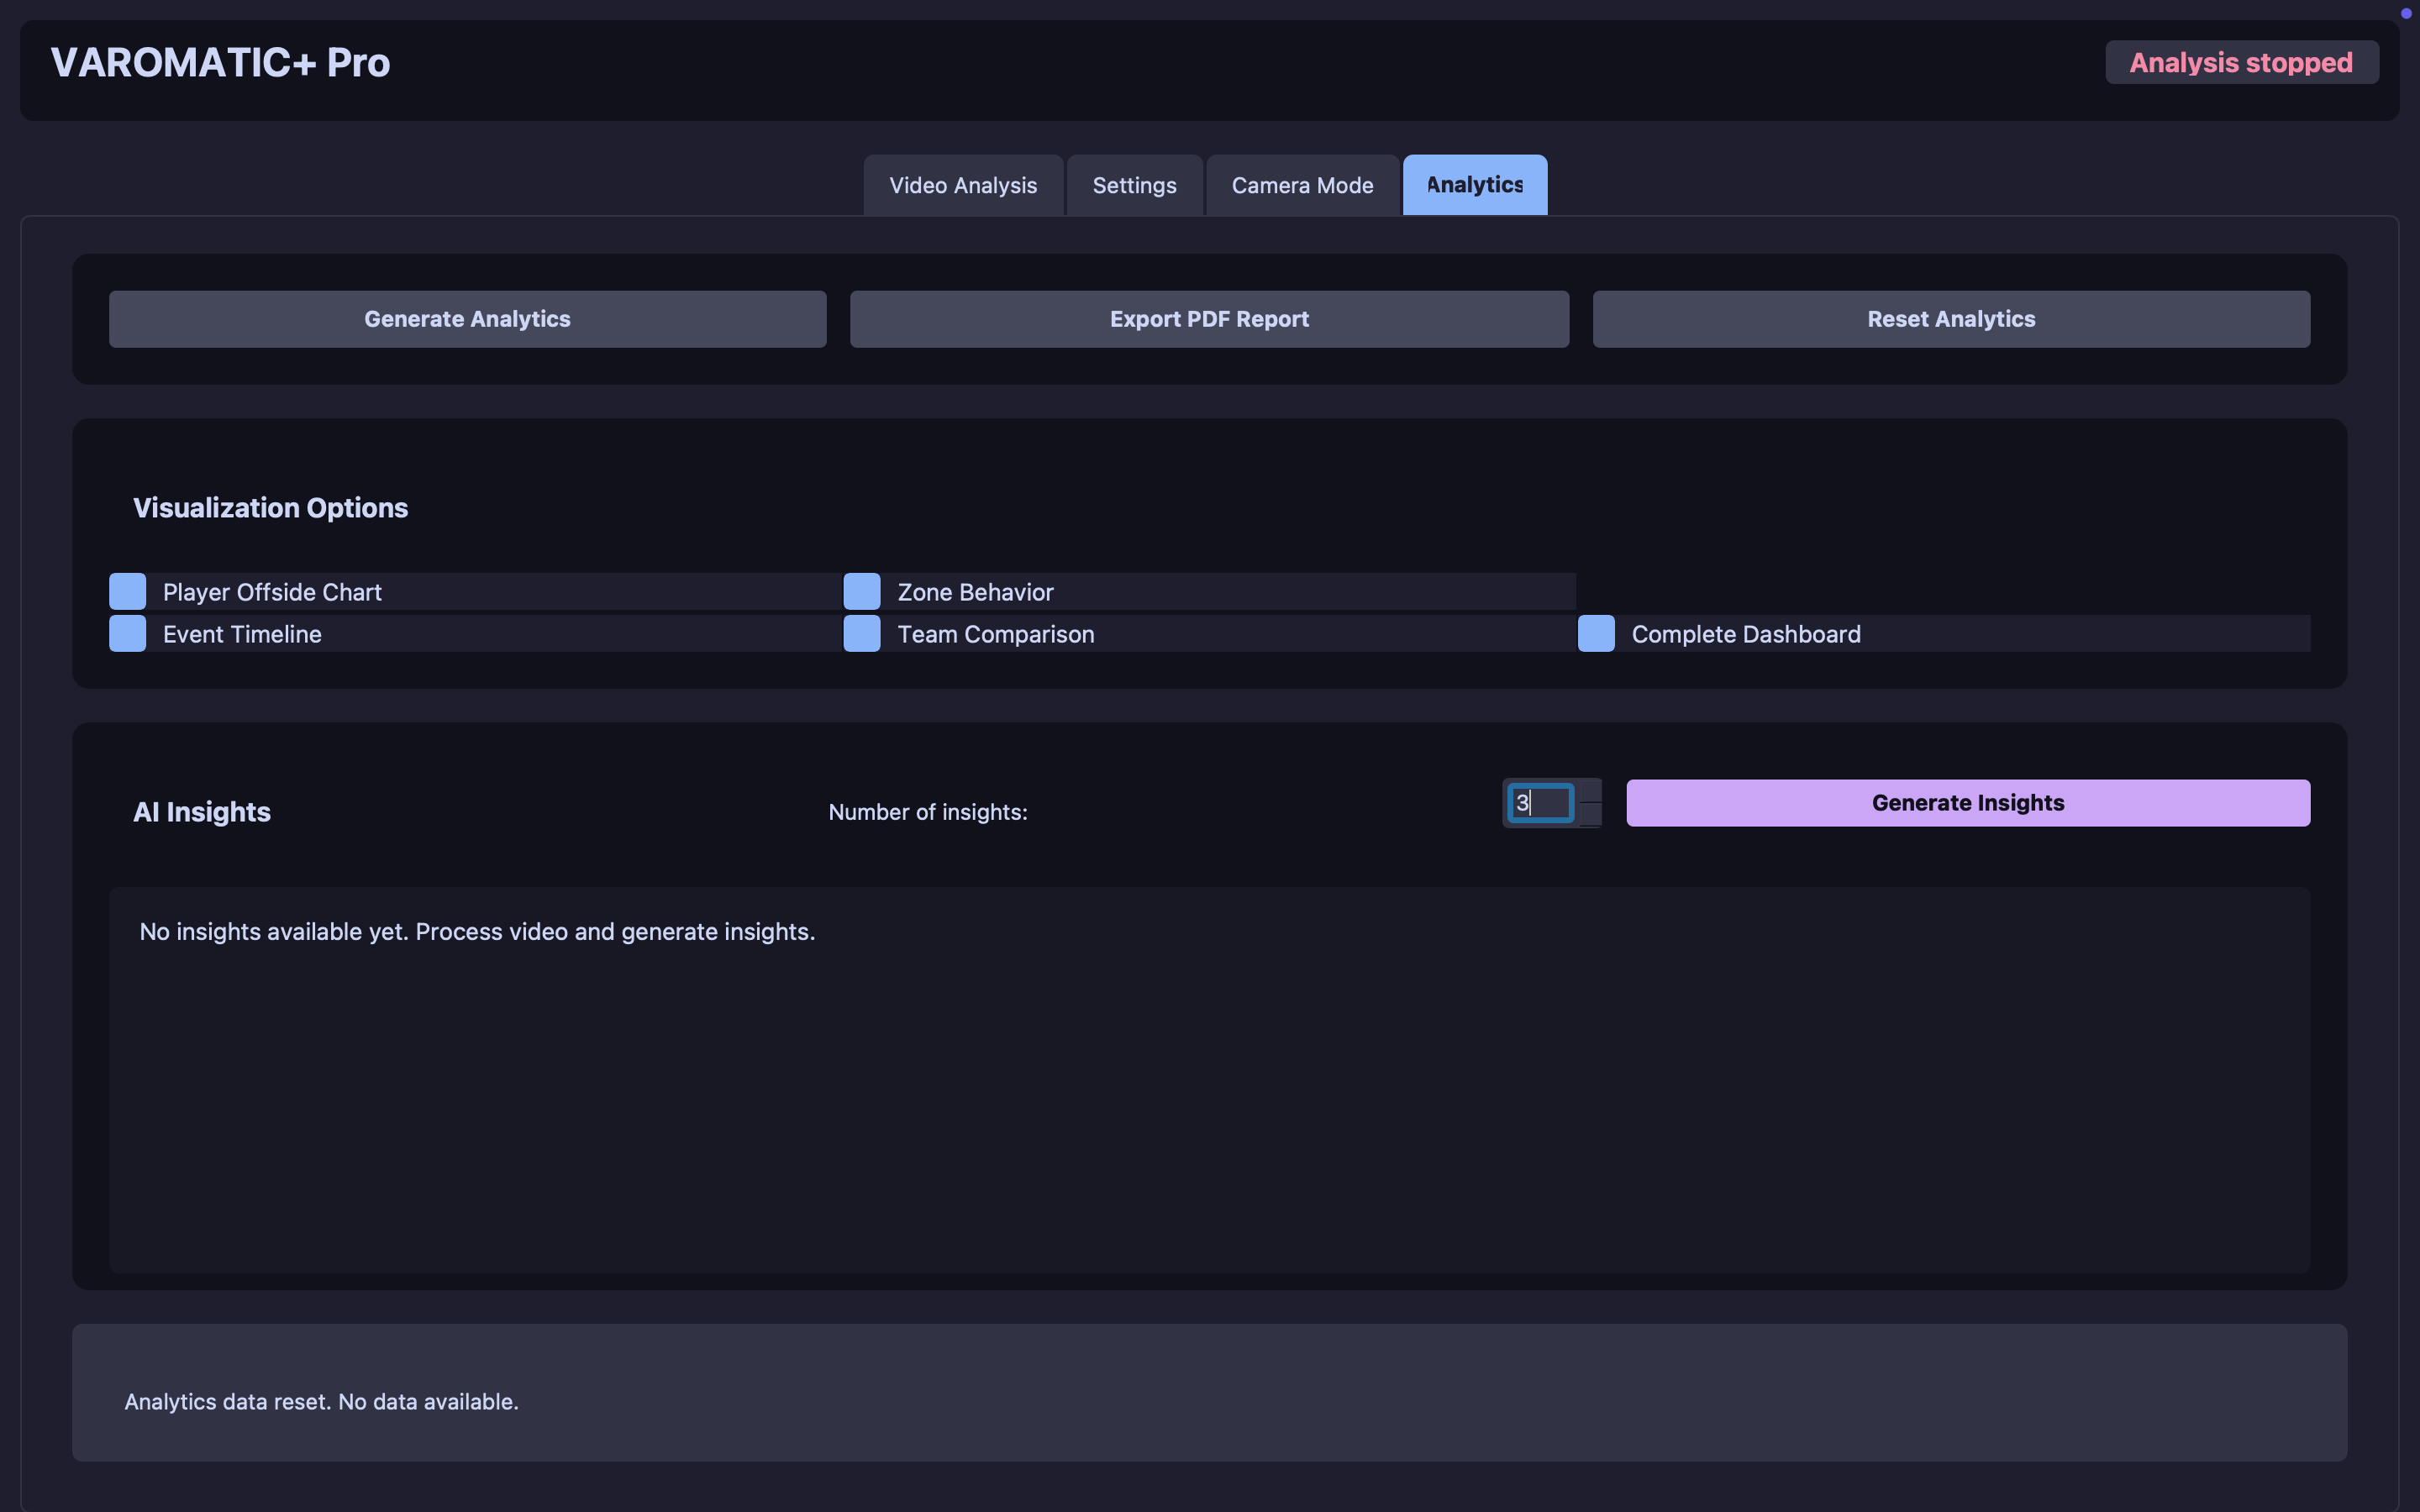 VAROMATIC+ Pro
Analysis stopped
Video Analysis
Settings
Camera Mode
Analytics
Generate Analytics
Export PDF Report
Reset Analytics
Visualization Options
Player Offside Chart
Zone Behavior
Event Timeline
Team Comparison
Complete Dashboard
AI Insights
Number of insights:
3
Generate Insights
No insights available yet. Process video and generate insights.
Analytics data reset. No data available.